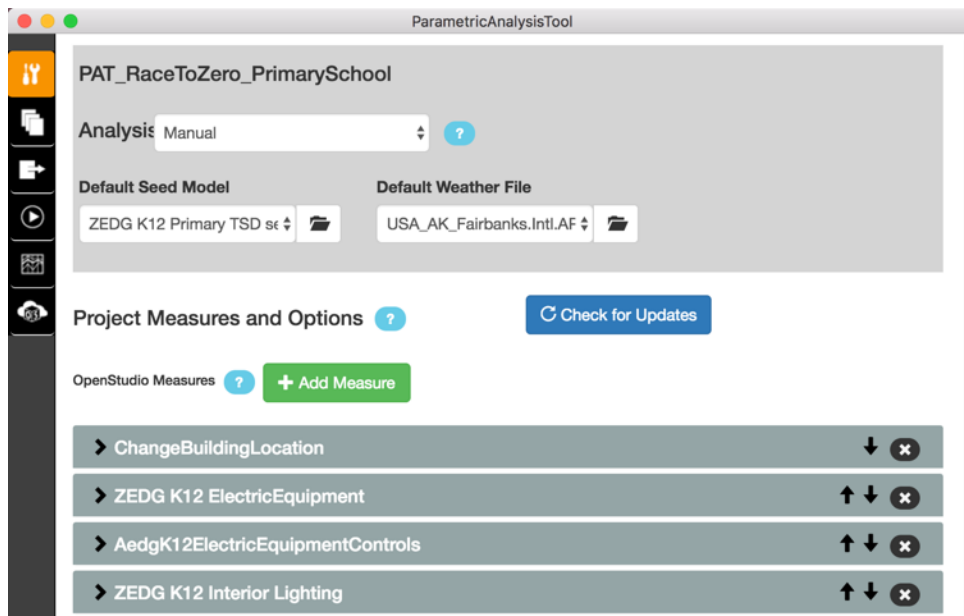 ParametricAnalysisTool
PAT_RaceToZero_PrimarySchool
Analysis Manual ?
Default Seed Model Default Weather File
ZEDG K12 Primary TSD se USA_AK_Fairbanks.Intl.AF
Project Measures and Options ? Check for Updates
OpenStudio Measures ? + Add Measure
ChangeBuildingLocation
ZEDG K12 ElectricEquipment
AedgK12ElectricEquipmentControls
ZEDG K12 Interior Lighting